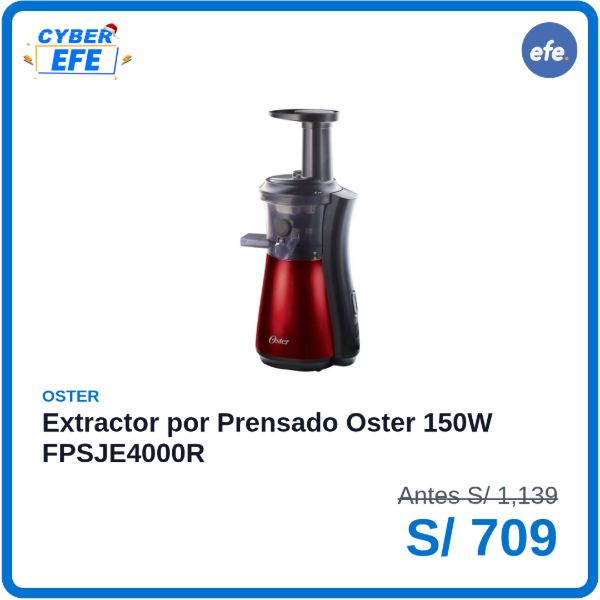 CYBER
EFE
efe.
Oster
OSTER
Extractor por Prensado Oster 150W
FPSJE4000R
Antes S/ 1,139
S/ 709